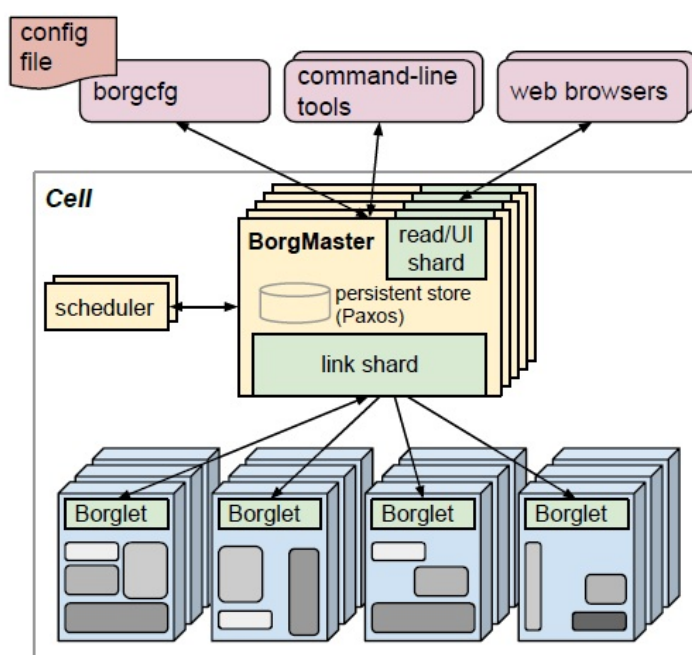 config
file
borgcfg
command-line
tools
web browsers
Cell
BorgMaster
read/UI
shard
persistent store
(Paxos)
scheduler
link shard
Borglet
Borglet
Borglet
Borglet